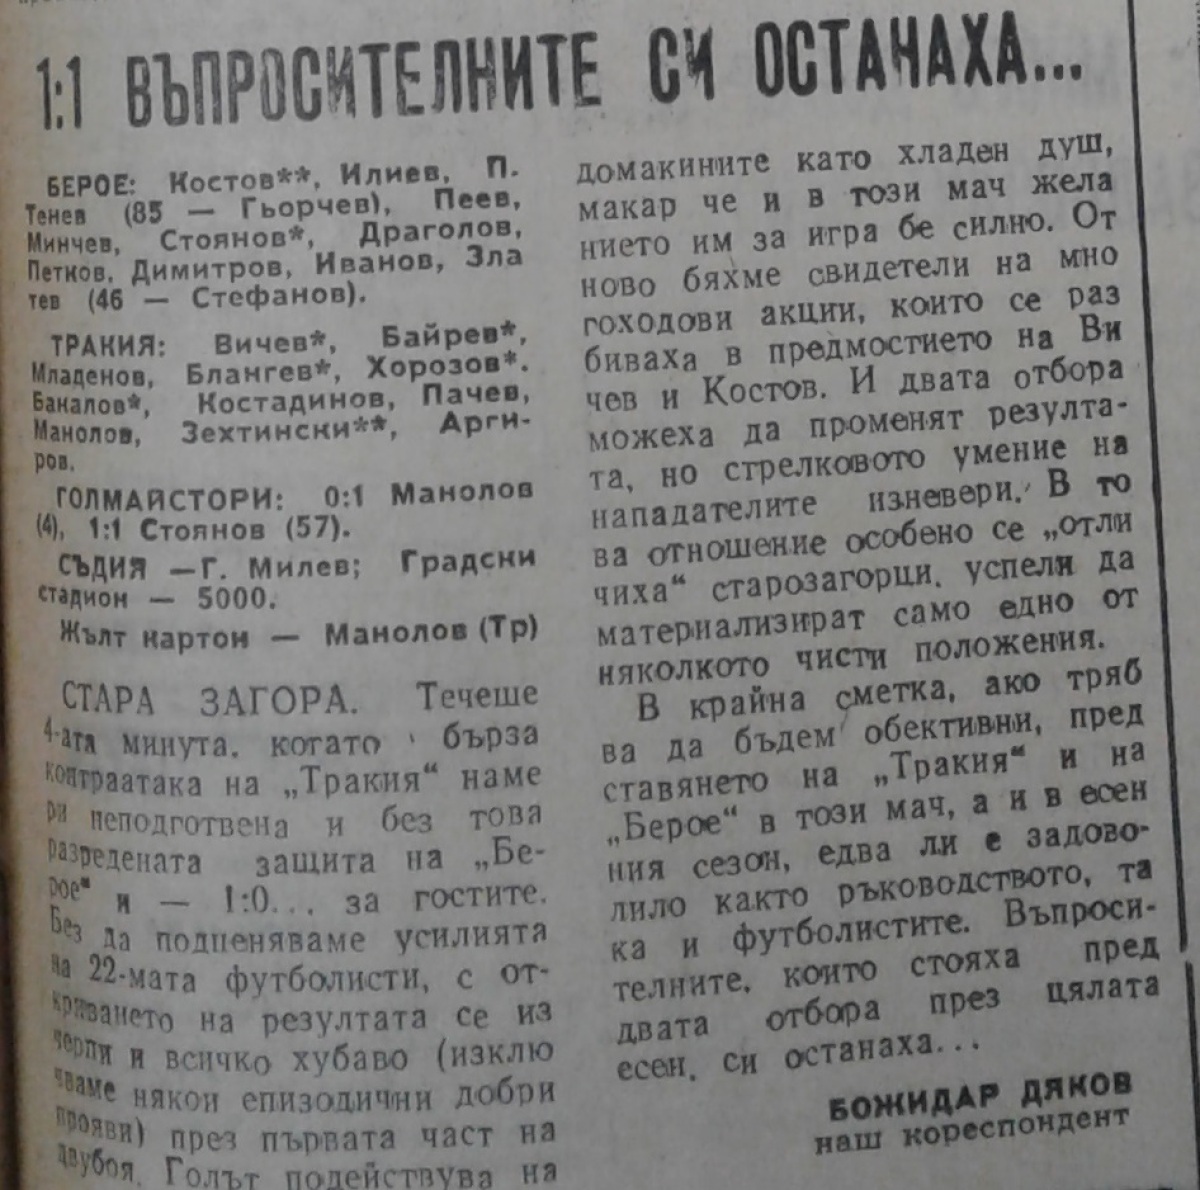 1:1 ВЪПРОСИТЕЛНИТЕ СИ ОСТАНАХА...
БЕРОЕ: Костов**, Илиев, П.
Тенев (85 — Гьорчев), Пеев,
Минчев, Стоянов*, Драголов,
Петков, Димитров, Иванов, Зла
тев (46 — Стефанов).
ТРАКИЯ: Вичев*, Байрев*,
Младенов, Блангев*, Хорозов*.
Бакалов*, Костадинов, Пачев,
Манолов, Зехтински**, Арги-
ров.
ГОЛМАЙСТОРИ: 0:1 Манолов
(4), 1:1 Стоянов (57).
СЪДИЯ —Г. Милев; Градски
стадион — 5000.
Жълт картон — Манолов (Тр)
СТАРА ЗАГОРА. Течеше
4-ата минута, когато бърза
контраатака на „Тракия“ наме
ри неподготвена и без това
разредената защита на „Бе-
рое“ и — 1:0... за гостите.
Без да подценяваме усилията
на 22-мата футболисти, с от-
криването на резултата се из
черпи и всичко хубаво (изклю
чваме някои епизодични добри
прояви) през първата част на
двубоя. Голът подействува на
домакините като хладен душ,
макар че и в този мач жела
нието им за игра бе силно. От
ново бяхме свидетели на мно
гоходови акции, които се раз
биваха в предмостието на Ви
чев и Костов. И двата отбора
можеха да променят резулта-
та, но стрелковото умение на
нападателите изневери. В то
ва отношение особено се „отли
чиха“ старозагорци, успели да
материализират само едно от
няколкото чисти положения.
В крайна сметка, ако тряб
ва да бъдем обективни, пред
ставянето на „Тракия“ и на
„Берое“ в този мач, а и в есен
ния сезон, едва ли е задово-
лило както ръководството, та
ка и футболистите. Въпроси-
телните, които стояха пред
двата отбора през цялата
есен, си останаха...
БОЖИДАР ДЯКОВ
наш кореспондент